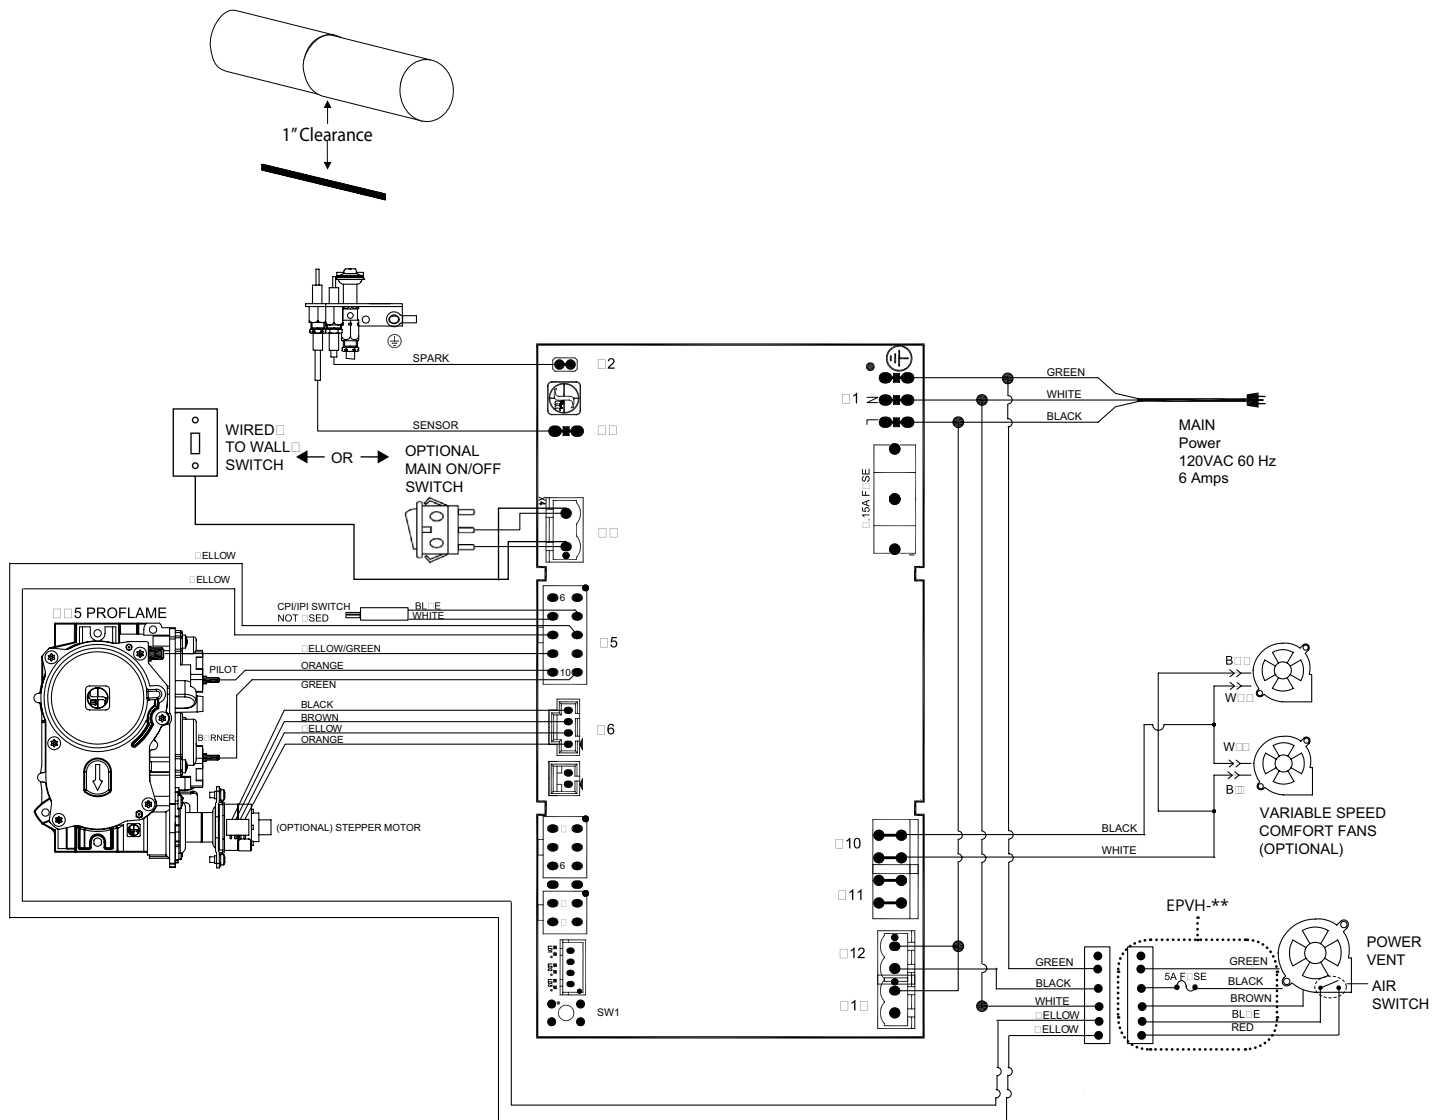 1" Clearance
SPARK
□2
GREEN
WHITE
BLACK
□1
N
L
MAIN
Power
120VAC 60 Hz
6 Amps
WIRED□
TO WALL□
SWITCH
OR
SENSOR
□□
OPTIONAL
MAIN ON/OFF
SWITCH
X4
□□
□.15A F□SE
□ELLOW
□ELLOW
□□5 PROFLAME
CPI/IPI SWITCH
NOT □SED
BL□E
WHITE
6
□5
□ELLOW/GREEN
PILOT
ORANGE
10
GREEN
BLACK
BROWN
□ELLOW
ORANGE
□6
B□RNER
(OPTIONAL) STEPPER MOTOR
6
SW1
B□□
W□□
W□□
B□□
VARIABLE SPEED
COMFORT FANS
(OPTIONAL)
BLACK
WHITE
□10
□11
□12
□1□
EPVH-**
GREEN
BLACK
WHITE
□ELLOW
□ELLOW
5A F□SE
GREEN
BLACK
BROWN
BL□E
RED
POWER
VENT
AIR
SWITCH